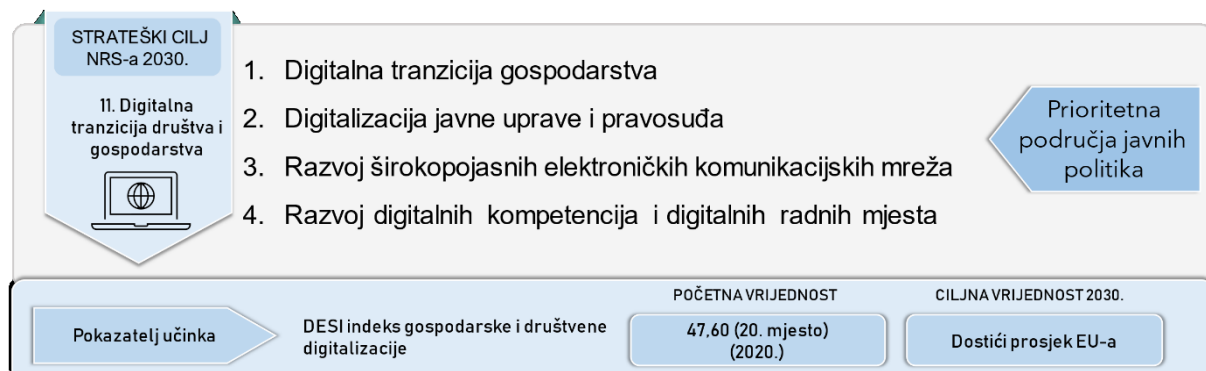 STRATEŠKI CILJ
NRS-a 2030.
11. Digitalna
tranzicija društva i
gospodarstva
1. Digitalna tranzicija gospodarstva
2. Digitalizacija javne uprave i pravosuđa
3. Razvoj širokopojasnih elektroničkih komunikacijskih mreža
4. Razvoj digitalnih kompetencija i digitalnih radnih mjesta
Prioritetna
područja javnih
politika
Pokazatelj učinka
DESI indeks gospodarske i društvene
digitalizacije
POČETNA VRIJEDNOST
47,60 (20. mjesto)
(2020.)
CILJNA VRIJEDNOST 2030.
Dostići prosjek EU-a